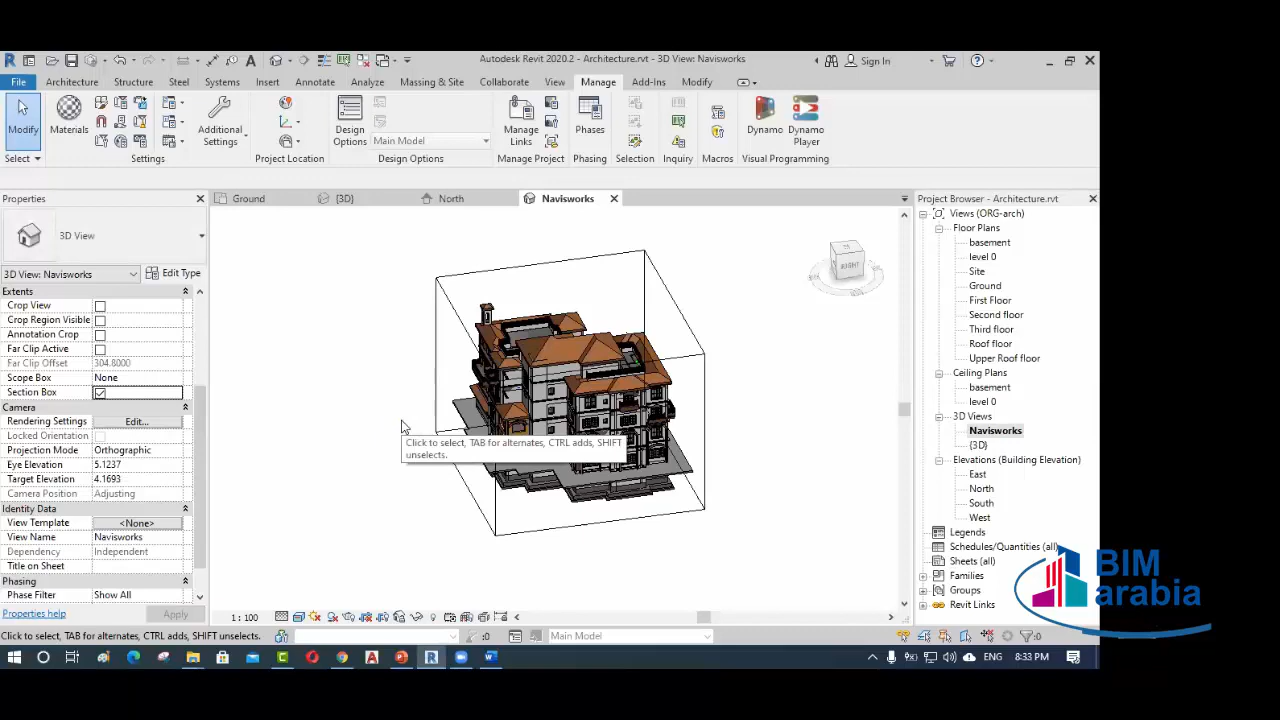 Autodesk Revit 2020.2 - Architecture.rvt - 3D View: Navisworks
Sign In
File Architecture Structure Steel Systems Insert Annotate Analyze Massing & Site Collaborate View Manage Add-Ins Modify
Modify
Materials
Additional Settings
Design Options
Main Model
Manage Links
Phases
Dynamo
Dynamo Player
Select
Settings
Project Location
Design Options
Manage Project
Phasing
Selection
Inquiry
Macros
Visual Programming
Properties
Ground
{3D}
North
Navisworks
Project Browser - Architecture.rvt
3D View
3D View: Navisworks
Edit Type
Extents
Crop View
Crop Region Visible
Annotation Crop
Far Clip Active
Far Clip Offset 304.8000
Scope Box None
Section Box
Camera
Rendering Settings Edit...
Locked Orientation
Projection Mode Orthographic
Eye Elevation 5.1237
Target Elevation 4.1693
Camera Position Adjusting
Identity Data
View Template <None>
View Name Navisworks
Dependency Independent
Title on Sheet
Phasing
Phase Filter Show All
Properties help
Apply
RIGHT
Click to select, TAB for alternates, CTRL adds, SHIFT
unselects.
Views (ORG-arch)
Floor Plans
basement
level 0
Site
Ground
First Floor
Second floor
Third floor
Roof floor
Upper Roof floor
Ceiling Plans
basement
level 0
3D Views
Navisworks
{3D}
Elevations (Building Elevation)
East
North
South
West
Legends
Schedules/Quantities (all)
Sheets (all)
Families
Groups
Revit Links
BIM
arabia
1 : 100
Click to select, TAB for alternates, CTRL adds, SHIFT unselects.
:0
Main Model
:0
ENG
8:33 PM